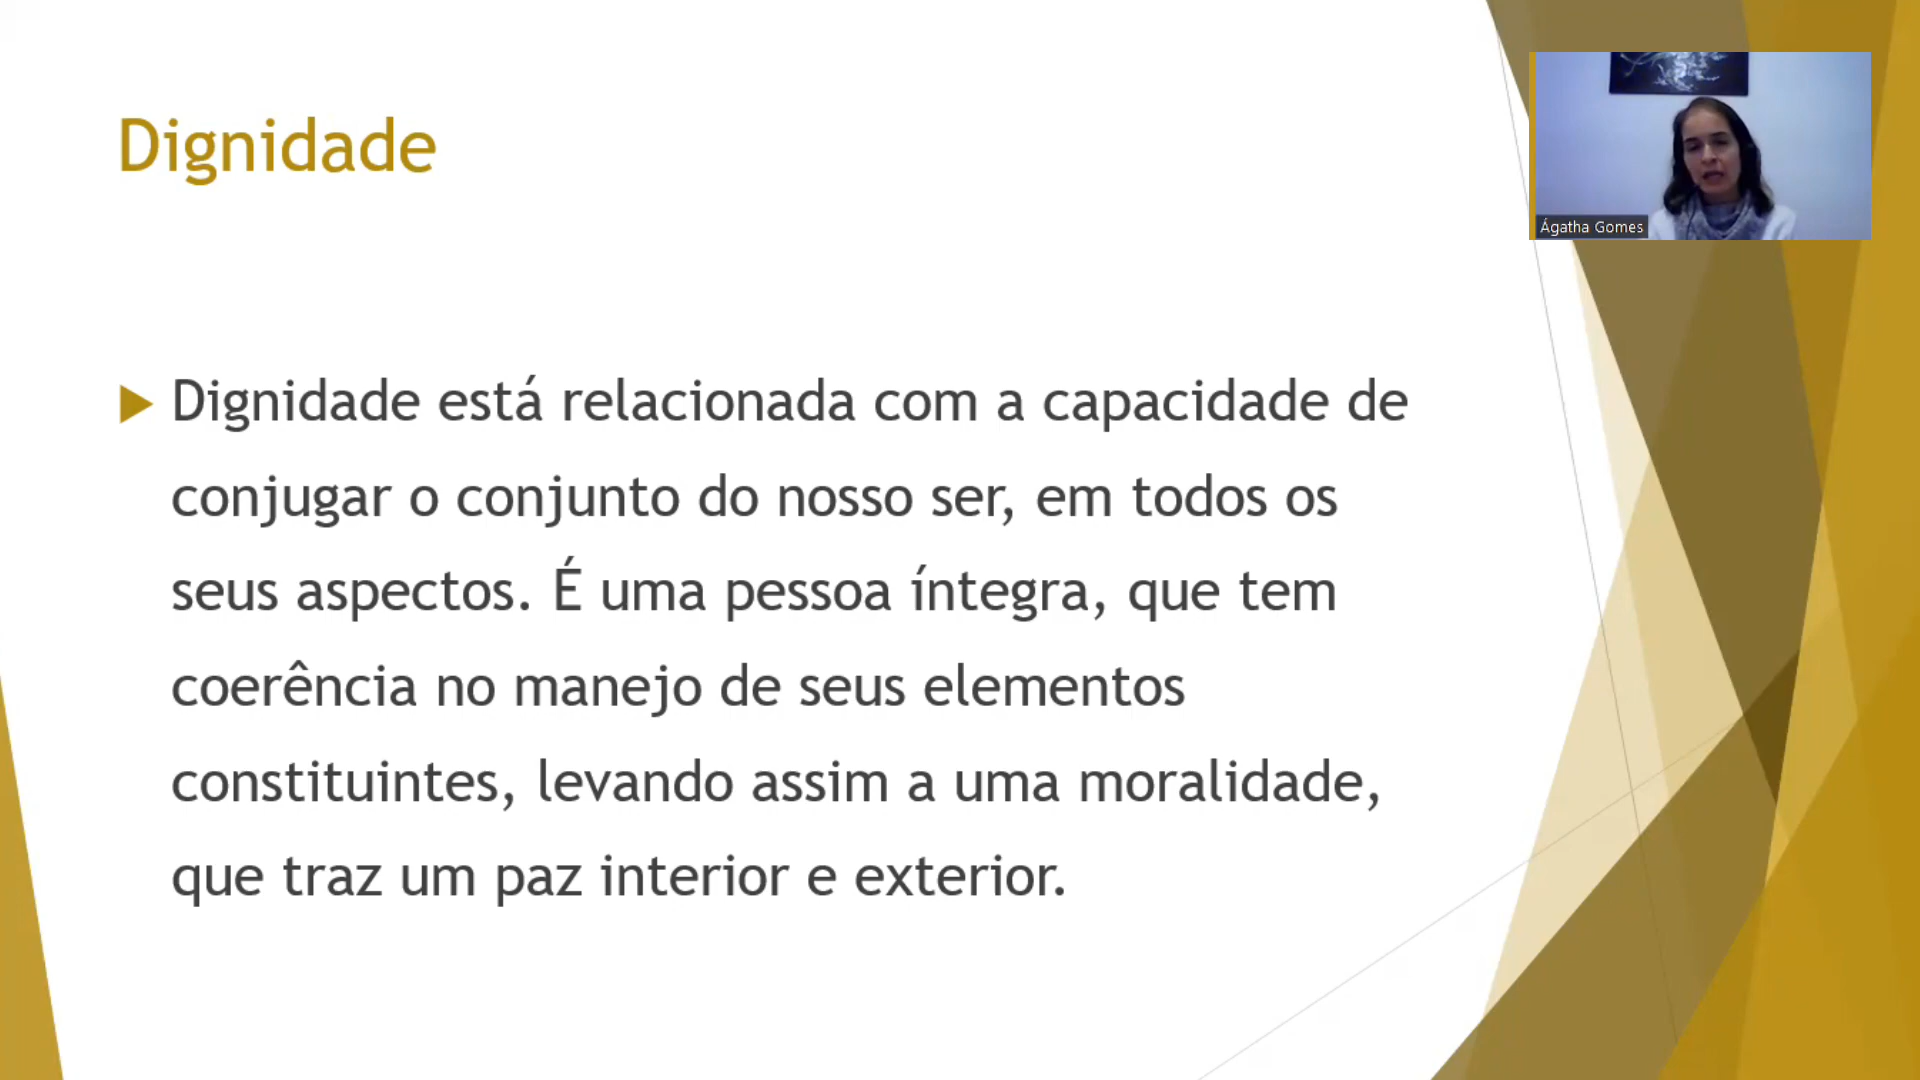 Dignidade
Ágatha Gomes
Dignidade está relacionada com a capacidade de
conjugar o conjunto do nosso ser, em todos os
seus aspectos. É uma pessoa íntegra, que tem
coerência no manejo de seus elementos
constituintes, levando assim a uma moralidade,
que traz um paz interior e exterior.